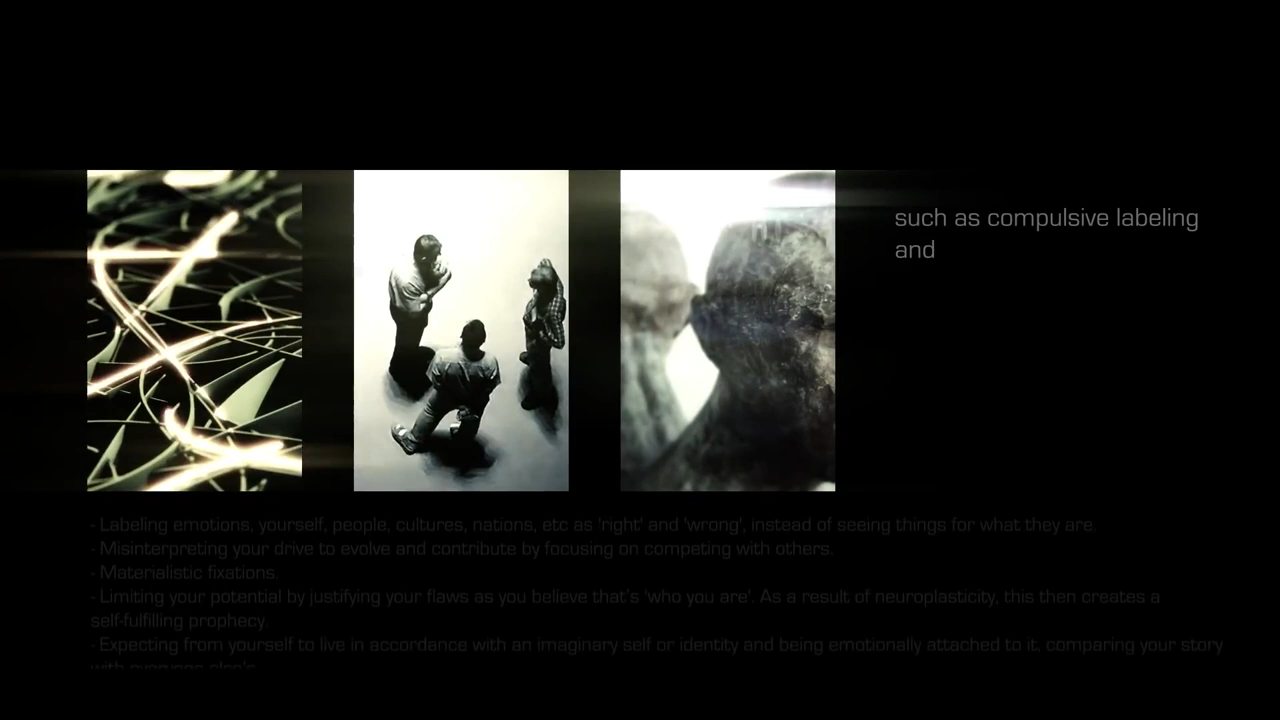 such as compulsive labeling
and
- Labeling emotions, yourself, people, cultures, nations, etc as 'right' and 'wrong', instead of seeing things for what they are.
- Misinterpreting your drive to evolve and contribute by focusing on competing with others.
- Materialistic fixations.
- Limiting your potential by justifying your flaws as you believe that's 'who you are'. As a result of neuroplasticity, this then creates a
self-fulfilling prophecy.
- Expecting from yourself to live in accordance with an imaginary self or identity and being emotionally attached to it, comparing your story
with everyone else's